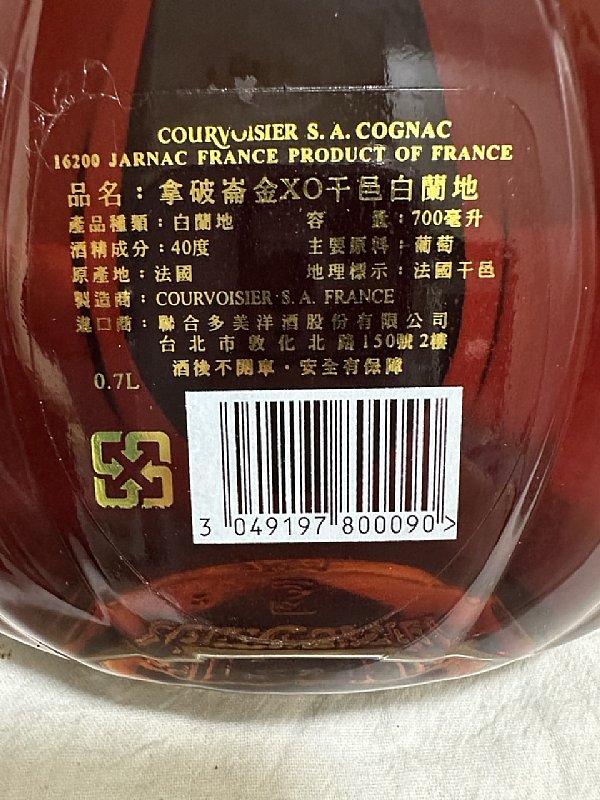 COURVOISIER S. A. COGNAC
16200 JARNAC FRANCE PRODUCT OF FRANCE
品名：拿破崙金XO干邑白蘭地
產品種類：白蘭地 容量：700毫升
酒精成分：40度 主要原料：葡萄
原產地：法國 地理標示：法國干邑
製造商：COURVOISIER S. A. FRANCE
進口商：聯合多美洋酒股份有限公司
台北市敦化北路150號2樓
酒後不開車・安全有保障
0.7L
3 049197 800090>